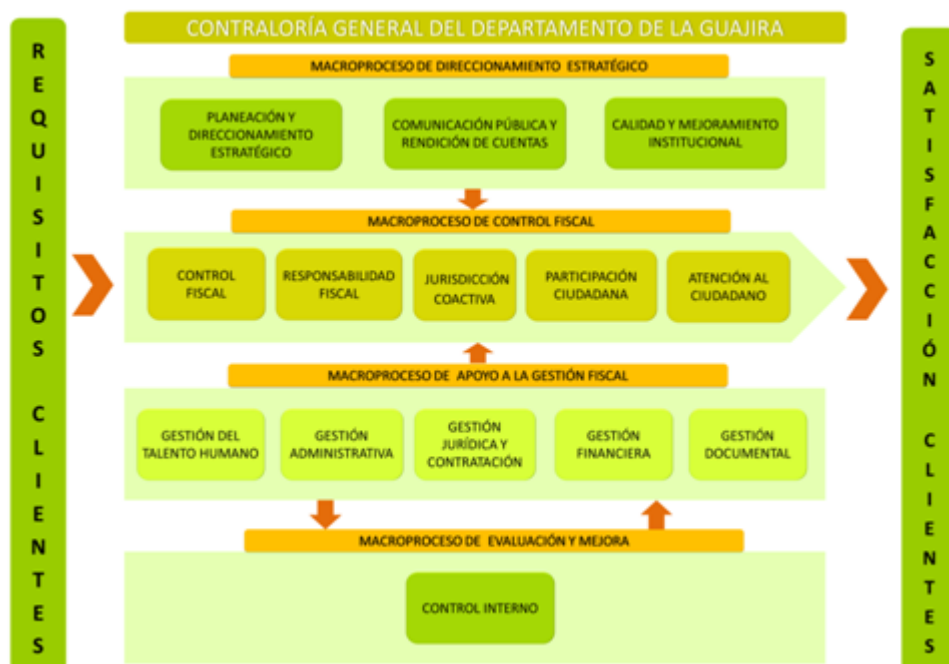 CONTRALORÍA GENERAL DEL DEPARTAMENTO DE LA GUAJIRA
REQUISITOS CLIENTES
MACROPROCESO DE DIRECCIONAMIENTO ESTRATÉGICO
PLANEACIÓN Y
DIRECCIONAMIENTO
ESTRATÉGICO
COMUNICACIÓN PÚBLICA Y
RENDICIÓN DE CUENTAS
CALIDAD Y MEJORAMIENTO
INSTITUCIONAL
MACROPROCESO DE CONTROL FISCAL
CONTROL
FISCAL
RESPONSABILIDAD
FISCAL
JURISDICCIÓN
COACTIVA
PARTICIPACIÓN
CIUDADANA
ATENCIÓN AL
CIUDADANO
MACROPROCESO DE APOYO A LA GESTIÓN FISCAL
GESTIÓN DEL
TALENTO HUMANO
GESTIÓN
ADMINISTRATIVA
GESTIÓN
JURÍDICA Y
CONTRATACIÓN
GESTIÓN
FINANCIERA
GESTIÓN
DOCUMENTAL
MACROPROCESO DE EVALUACIÓN Y MEJORA
CONTROL INTERNO
SATISFACCIÓN CLIENTES